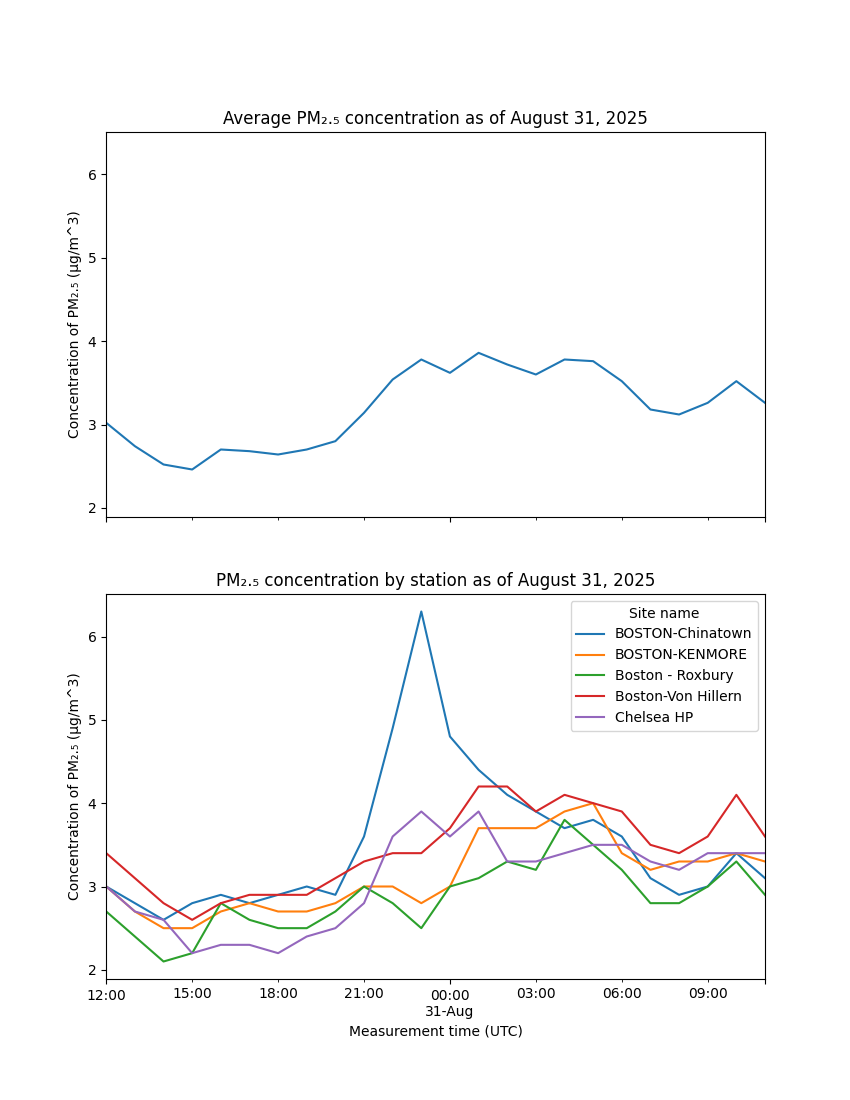 Average PM₂.₅ concentration as of August 31, 2025
Concentration of PM₂.₅ (µg/m^3)
6
5
4
3
2
PM₂.₅ concentration by station as of August 31, 2025
Concentration of PM₂.₅ (µg/m^3)
6
5
4
3
2
Site name
BOSTON-Chinatown
BOSTON-KENMORE
Boston - Roxbury
Boston-Von Hillern
Chelsea HP
12:00 15:00 18:00 21:00 00:00 03:00 06:00 09:00
31-Aug
Measurement time (UTC)